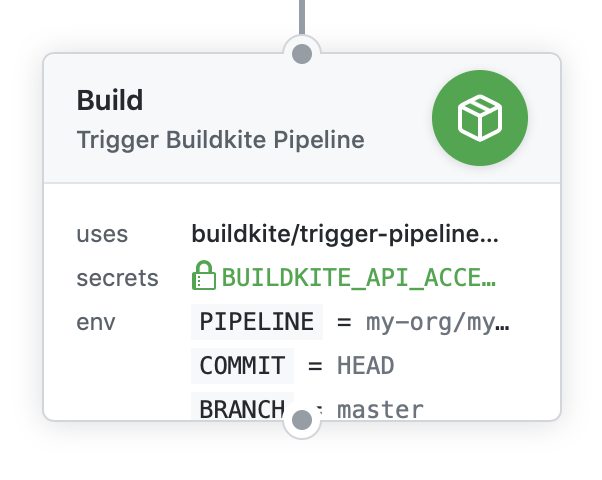 Build
Trigger Buildkite Pipeline
uses buildkite/trigger-pipeline...
secrets BUILDKITE_API_ACCE...
env PIPELINE = my-org/my...
COMMIT = HEAD
BRANCH = master